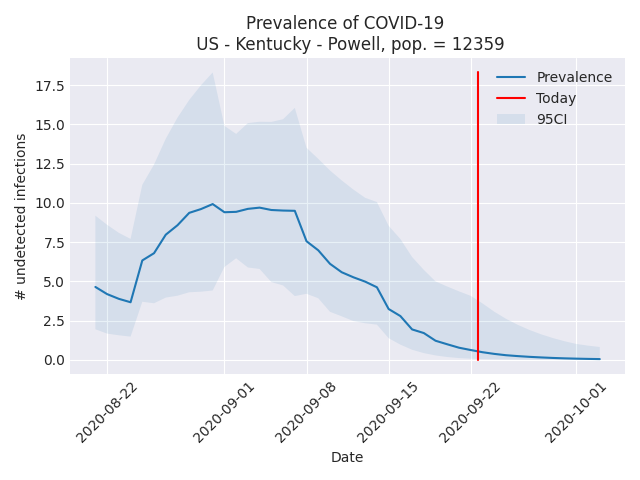 Prevalence of COVID-19
US - Kentucky - Powell, pop. = 12359
Prevalence
Today
95CI
# undetected infections
17.5
15.0
12.5
10.0
7.5
5.0
2.5
0.0
2020-08-22
2020-09-01
2020-09-08
2020-09-15
2020-09-22
2020-10-01
Date